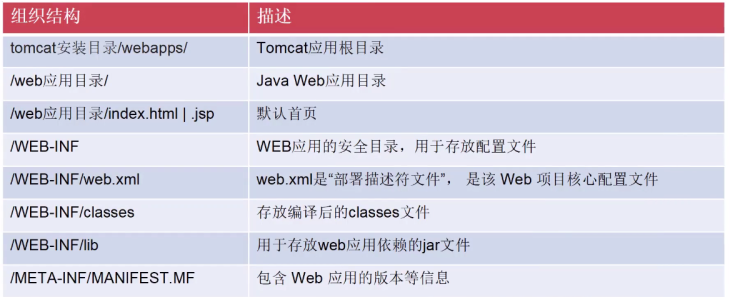 组织结构 描述
tomcat安装目录/webapps/ Tomcat应用根目录
/web应用目录/ Java Web应用目录
/web应用目录/index.html | .jsp 默认首页
/WEB-INF WEB应用的安全目录，用于存放配置文件
/WEB-INF/web.xml web.xml是“部署描述符文件”， 是该 Web 项目核心配置文件
/WEB-INF/classes 存放编译后的classes文件
/WEB-INF/lib 用于存放web应用依赖的jar文件
/META-INF/MANIFEST.MF 包含 Web 应用的版本等信息